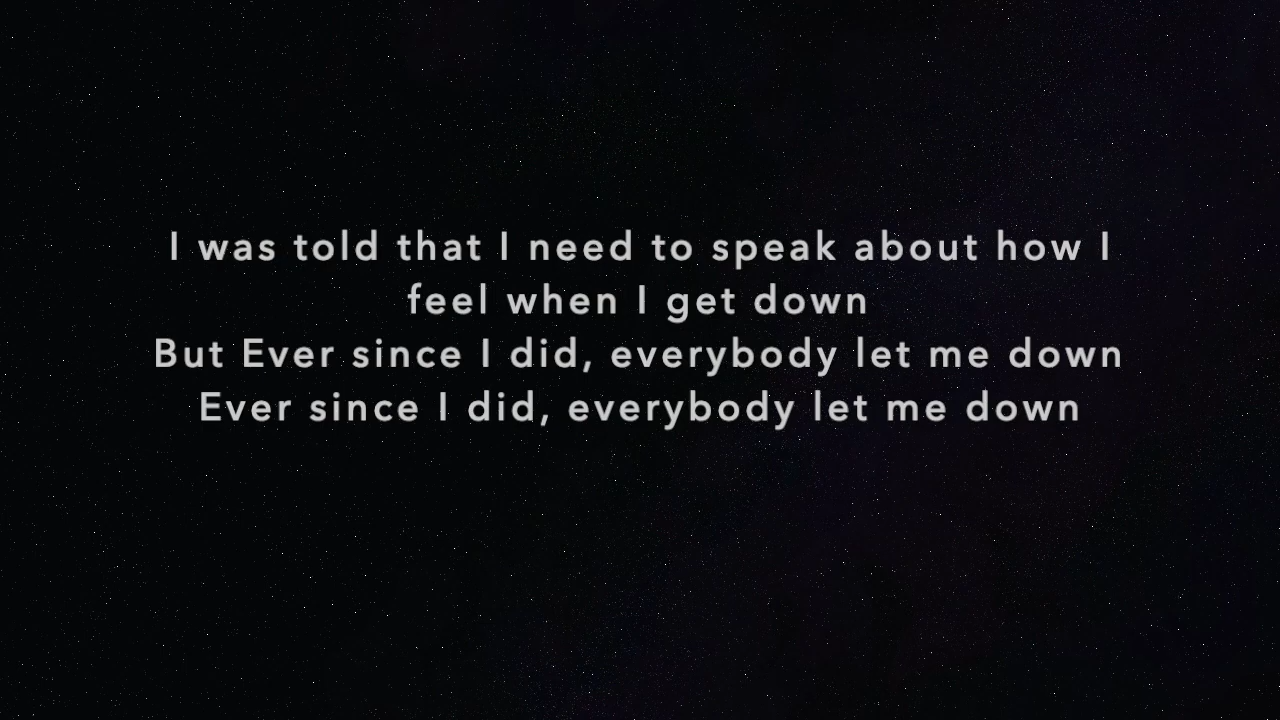 I was told that I need to speak about how I
feel when I get down
But Ever since I did, everybody let me down
Ever since I did, everybody let me down